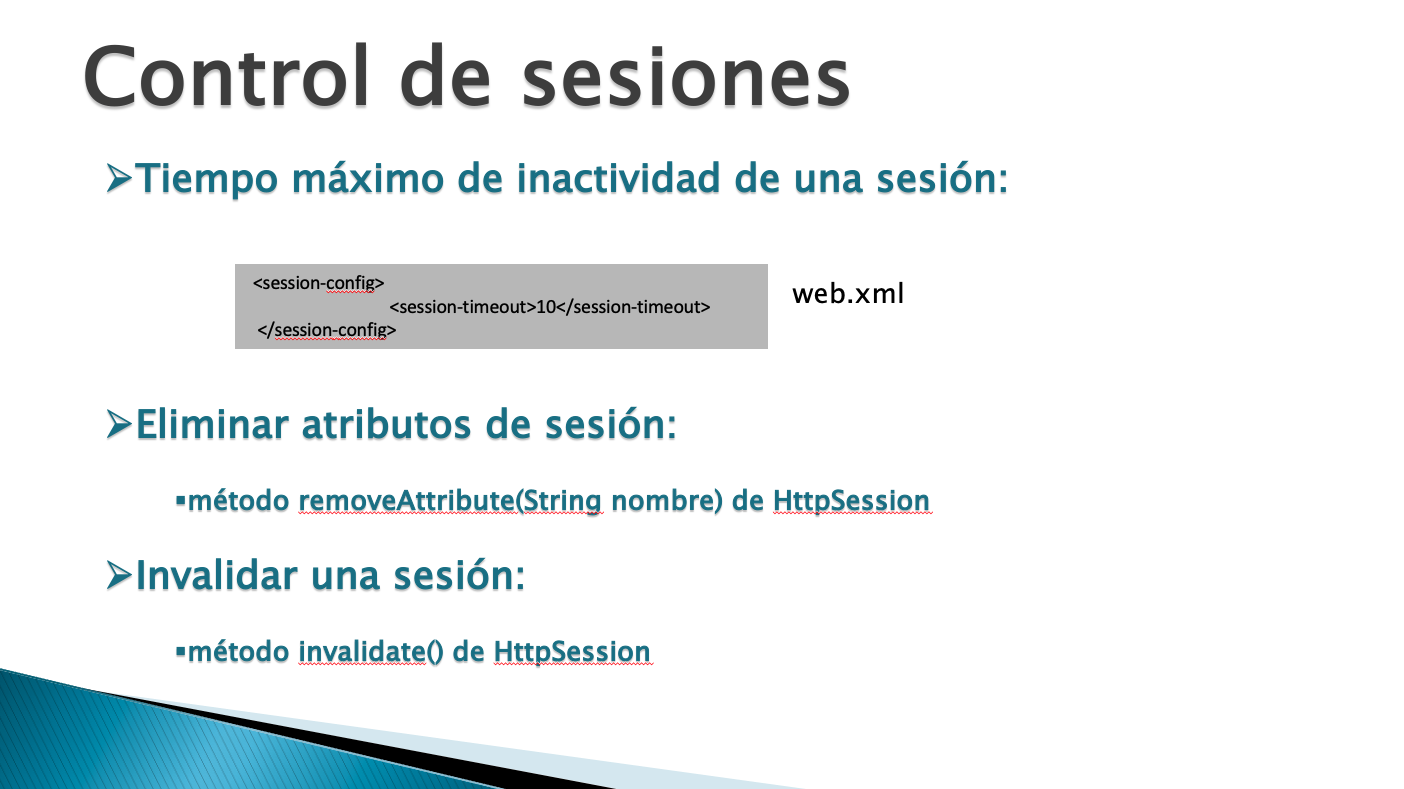 Control de sesiones
➢Tiempo máximo de inactividad de una sesión:
<session-config>
<session-timeout>10</session-timeout>
</session-config>
web.xml
➢Eliminar atributos de sesión:
▪método removeAttribute(String nombre) de HttpSession
➢Invalidar una sesión:
▪método invalidate() de HttpSession